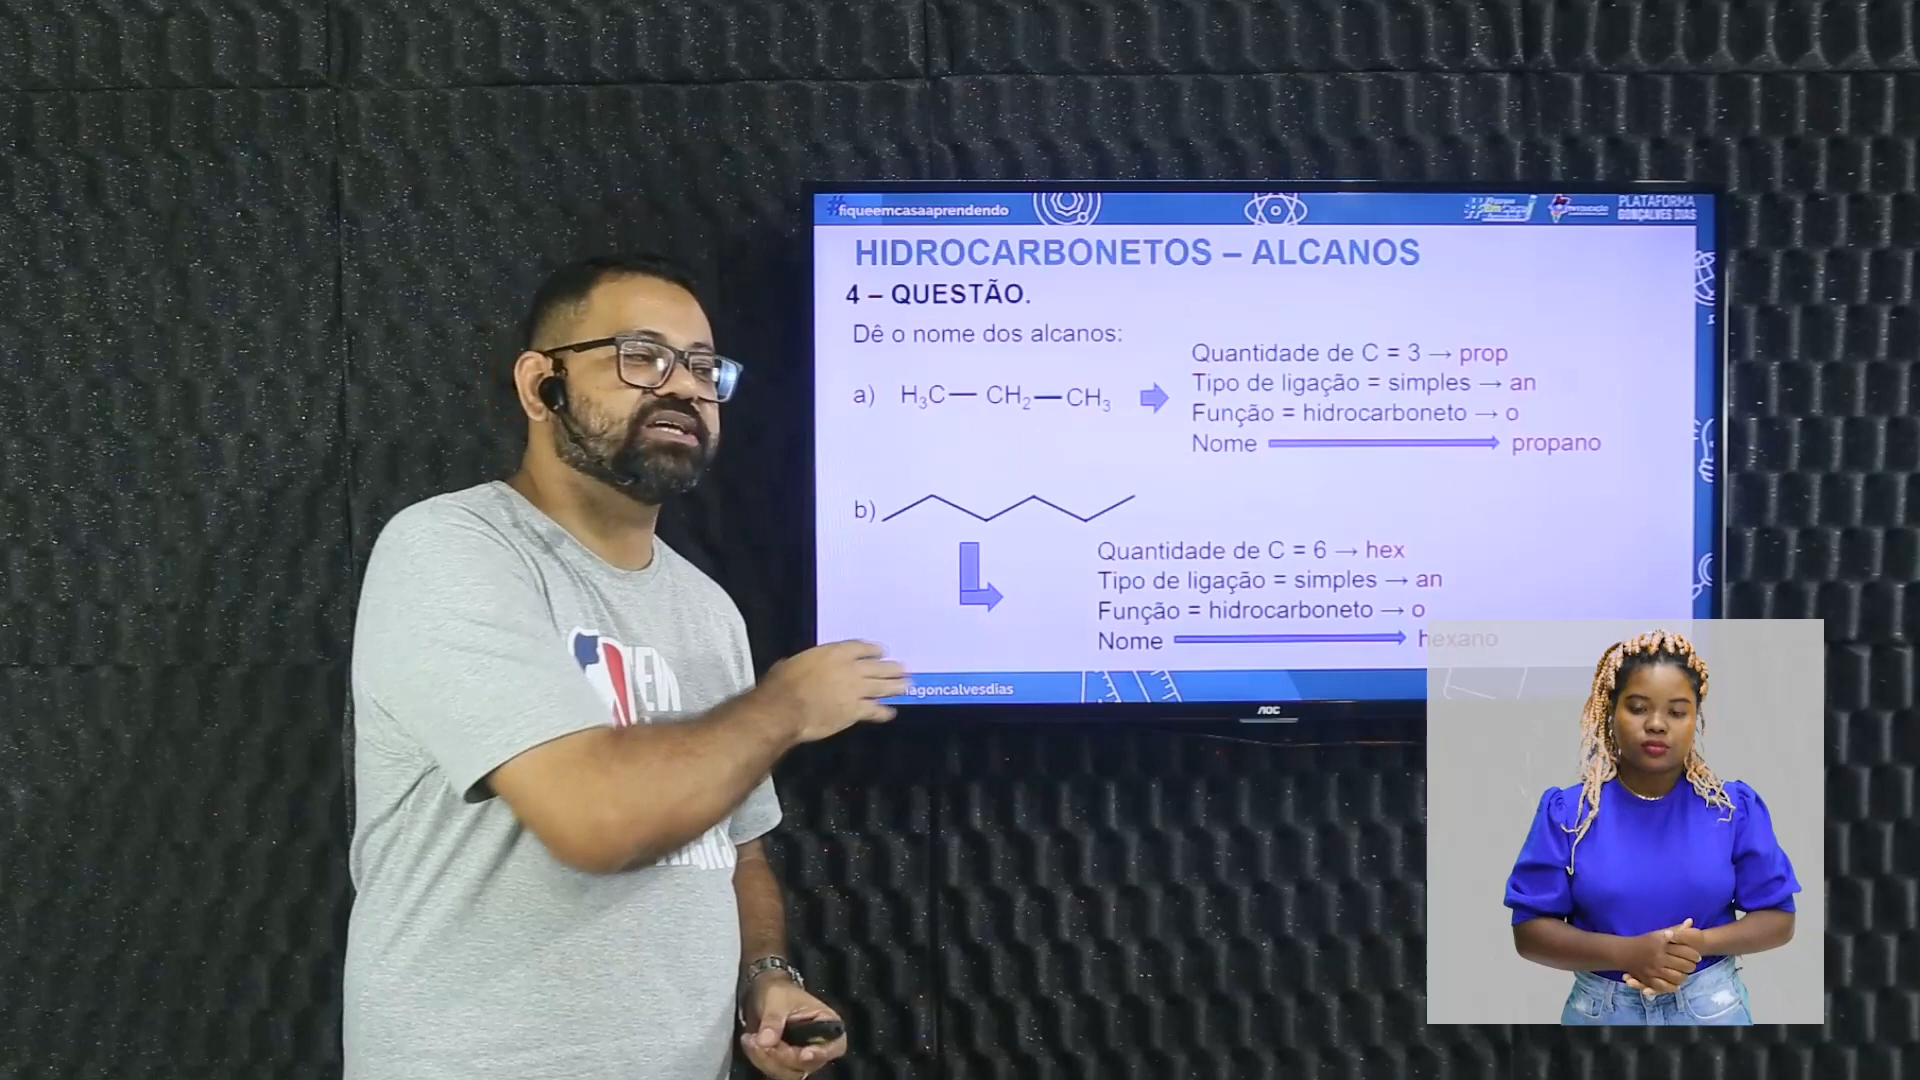 #fiqueemcasaaprendendo
PLATAFORMA
GONÇALVES DIAS
HIDROCARBONETOS – ALCANOS
4 – QUESTÃO.
Dê o nome dos alcanos:
a) H₃C — CH₂ — CH₃
Quantidade de C = 3 → prop
Tipo de ligação = simples → an
Função = hidrocarboneto → o
Nome → propano
b)
Quantidade de C = 6 → hex
Tipo de ligação = simples → an
Função = hidrocarboneto → o
Nome → hexano
agoncalvesdias
AOC